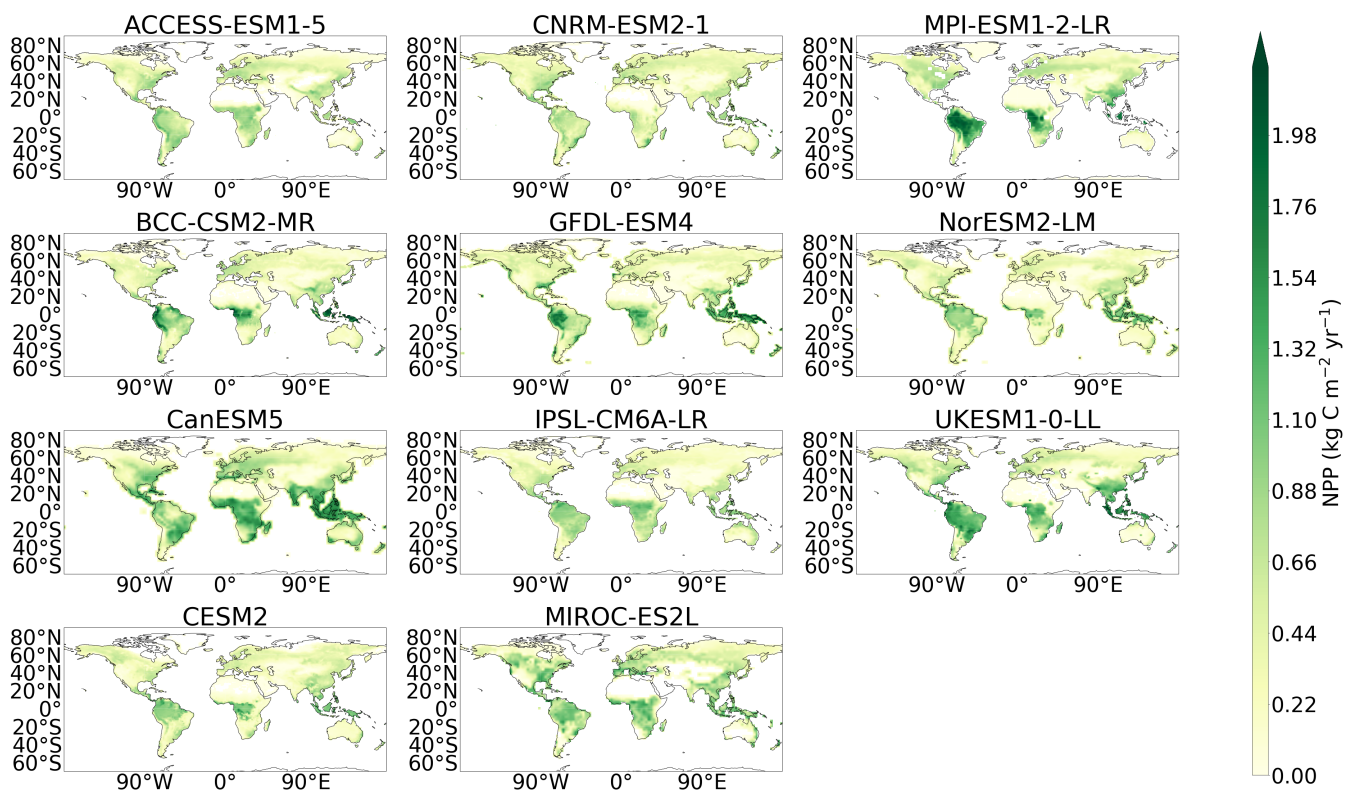 ACCESS-ESM1-5
80°N
60°N
40°N
20°N
0°
20°S
40°S
60°S
90°W 0° 90°E
CNRM-ESM2-1
80°N
60°N
40°N
20°N
0°
20°S
40°S
60°S
90°W 0° 90°E
MPI-ESM1-2-LR
80°N
60°N
40°N
20°N
0°
20°S
40°S
60°S
90°W 0° 90°E
BCC-CSM2-MR
80°N
60°N
40°N
20°N
0°
20°S
40°S
60°S
90°W 0° 90°E
GFDL-ESM4
80°N
60°N
40°N
20°N
0°
20°S
40°S
60°S
90°W 0° 90°E
NorESM2-LM
80°N
60°N
40°N
20°N
0°
20°S
40°S
60°S
90°W 0° 90°E
CanESM5
80°N
60°N
40°N
20°N
0°
20°S
40°S
60°S
90°W 0° 90°E
IPSL-CM6A-LR
80°N
60°N
40°N
20°N
0°
20°S
40°S
60°S
90°W 0° 90°E
UKESM1-0-LL
80°N
60°N
40°N
20°N
0°
20°S
40°S
60°S
90°W 0° 90°E
CESM2
80°N
60°N
40°N
20°N
0°
20°S
40°S
60°S
90°W 0° 90°E
MIROC-ES2L
80°N
60°N
40°N
20°N
0°
20°S
40°S
60°S
90°W 0° 90°E
1.98
1.76
1.54
1.32
1.10
0.88
0.66
0.44
0.22
0.00
NPP (kg C m⁻² yr⁻¹)